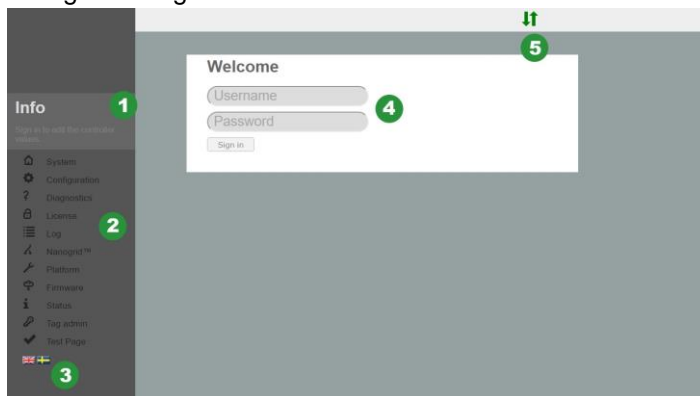 5
Welcome
Username
Password
Sign in
4
Info
1
Sign in to edit the controller
values.
System
Configuration
Diagnostics
License
Log
2
Nanogrid™
Platform
Firmware
Status
Tag admin
Test Page
3